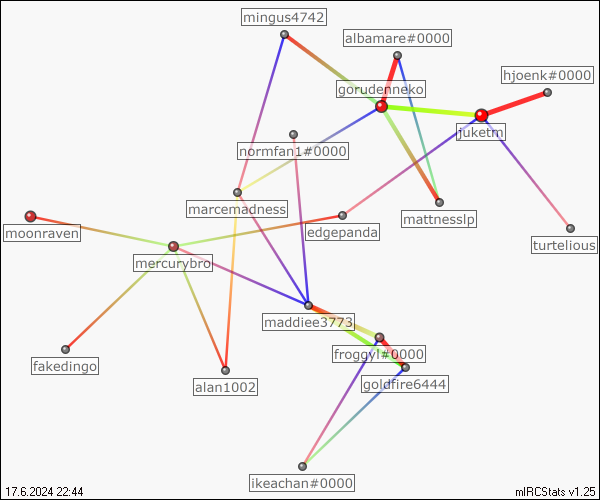 mingus4742
albamare#0000
hjoenk#0000
gorudenneko
juketm
normfan1#0000
marcemadness
mattnesslp
edgepanda
moonraven
turtelious
mercurybro
maddiee3773
froggyl#0000
fakedingo
goldfire6444
alan1002
ikeachan#0000
17.6.2024 22:44
mIRCStats v1.25